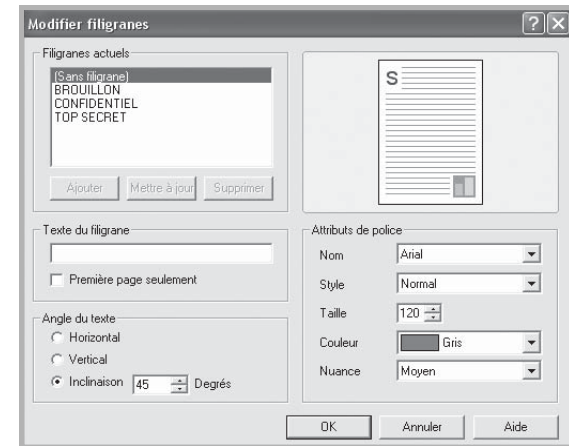 Modifier filigranes
Filigranes actuels
(Sans filigrane)
BROUILLON
CONFIDENTIEL
TOP SECRET
Ajouter Mettre à jour Supprimer
S
Texte du filigrane
Première page seulement
Angle du texte
Horizontal
Vertical
Inclinaison 45 Degrés
Attributs de police
Nom Arial
Style Normal
Taille 120
Couleur Gris
Nuance Moyen
OK Annuler Aide